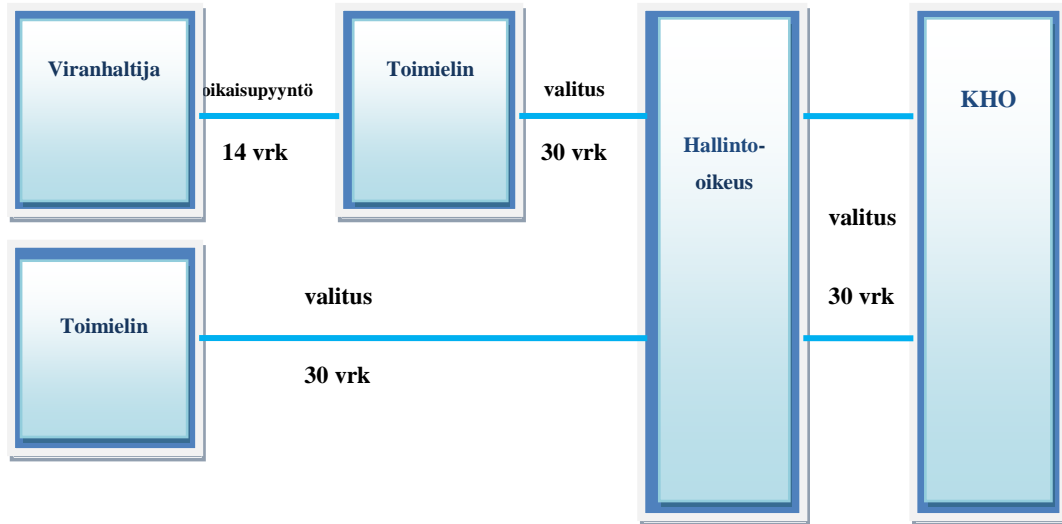 Viranhaltija
oikaisupyyntö
14 vrk
Toimielin
valitus
30 vrk
Hallinto-
oikeus
KHO
valitus
30 vrk
Toimielin
valitus
30 vrk